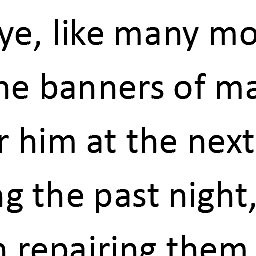 ye, like many mo
he banners of ma
r him at the next
ng the past night,
n repairing them